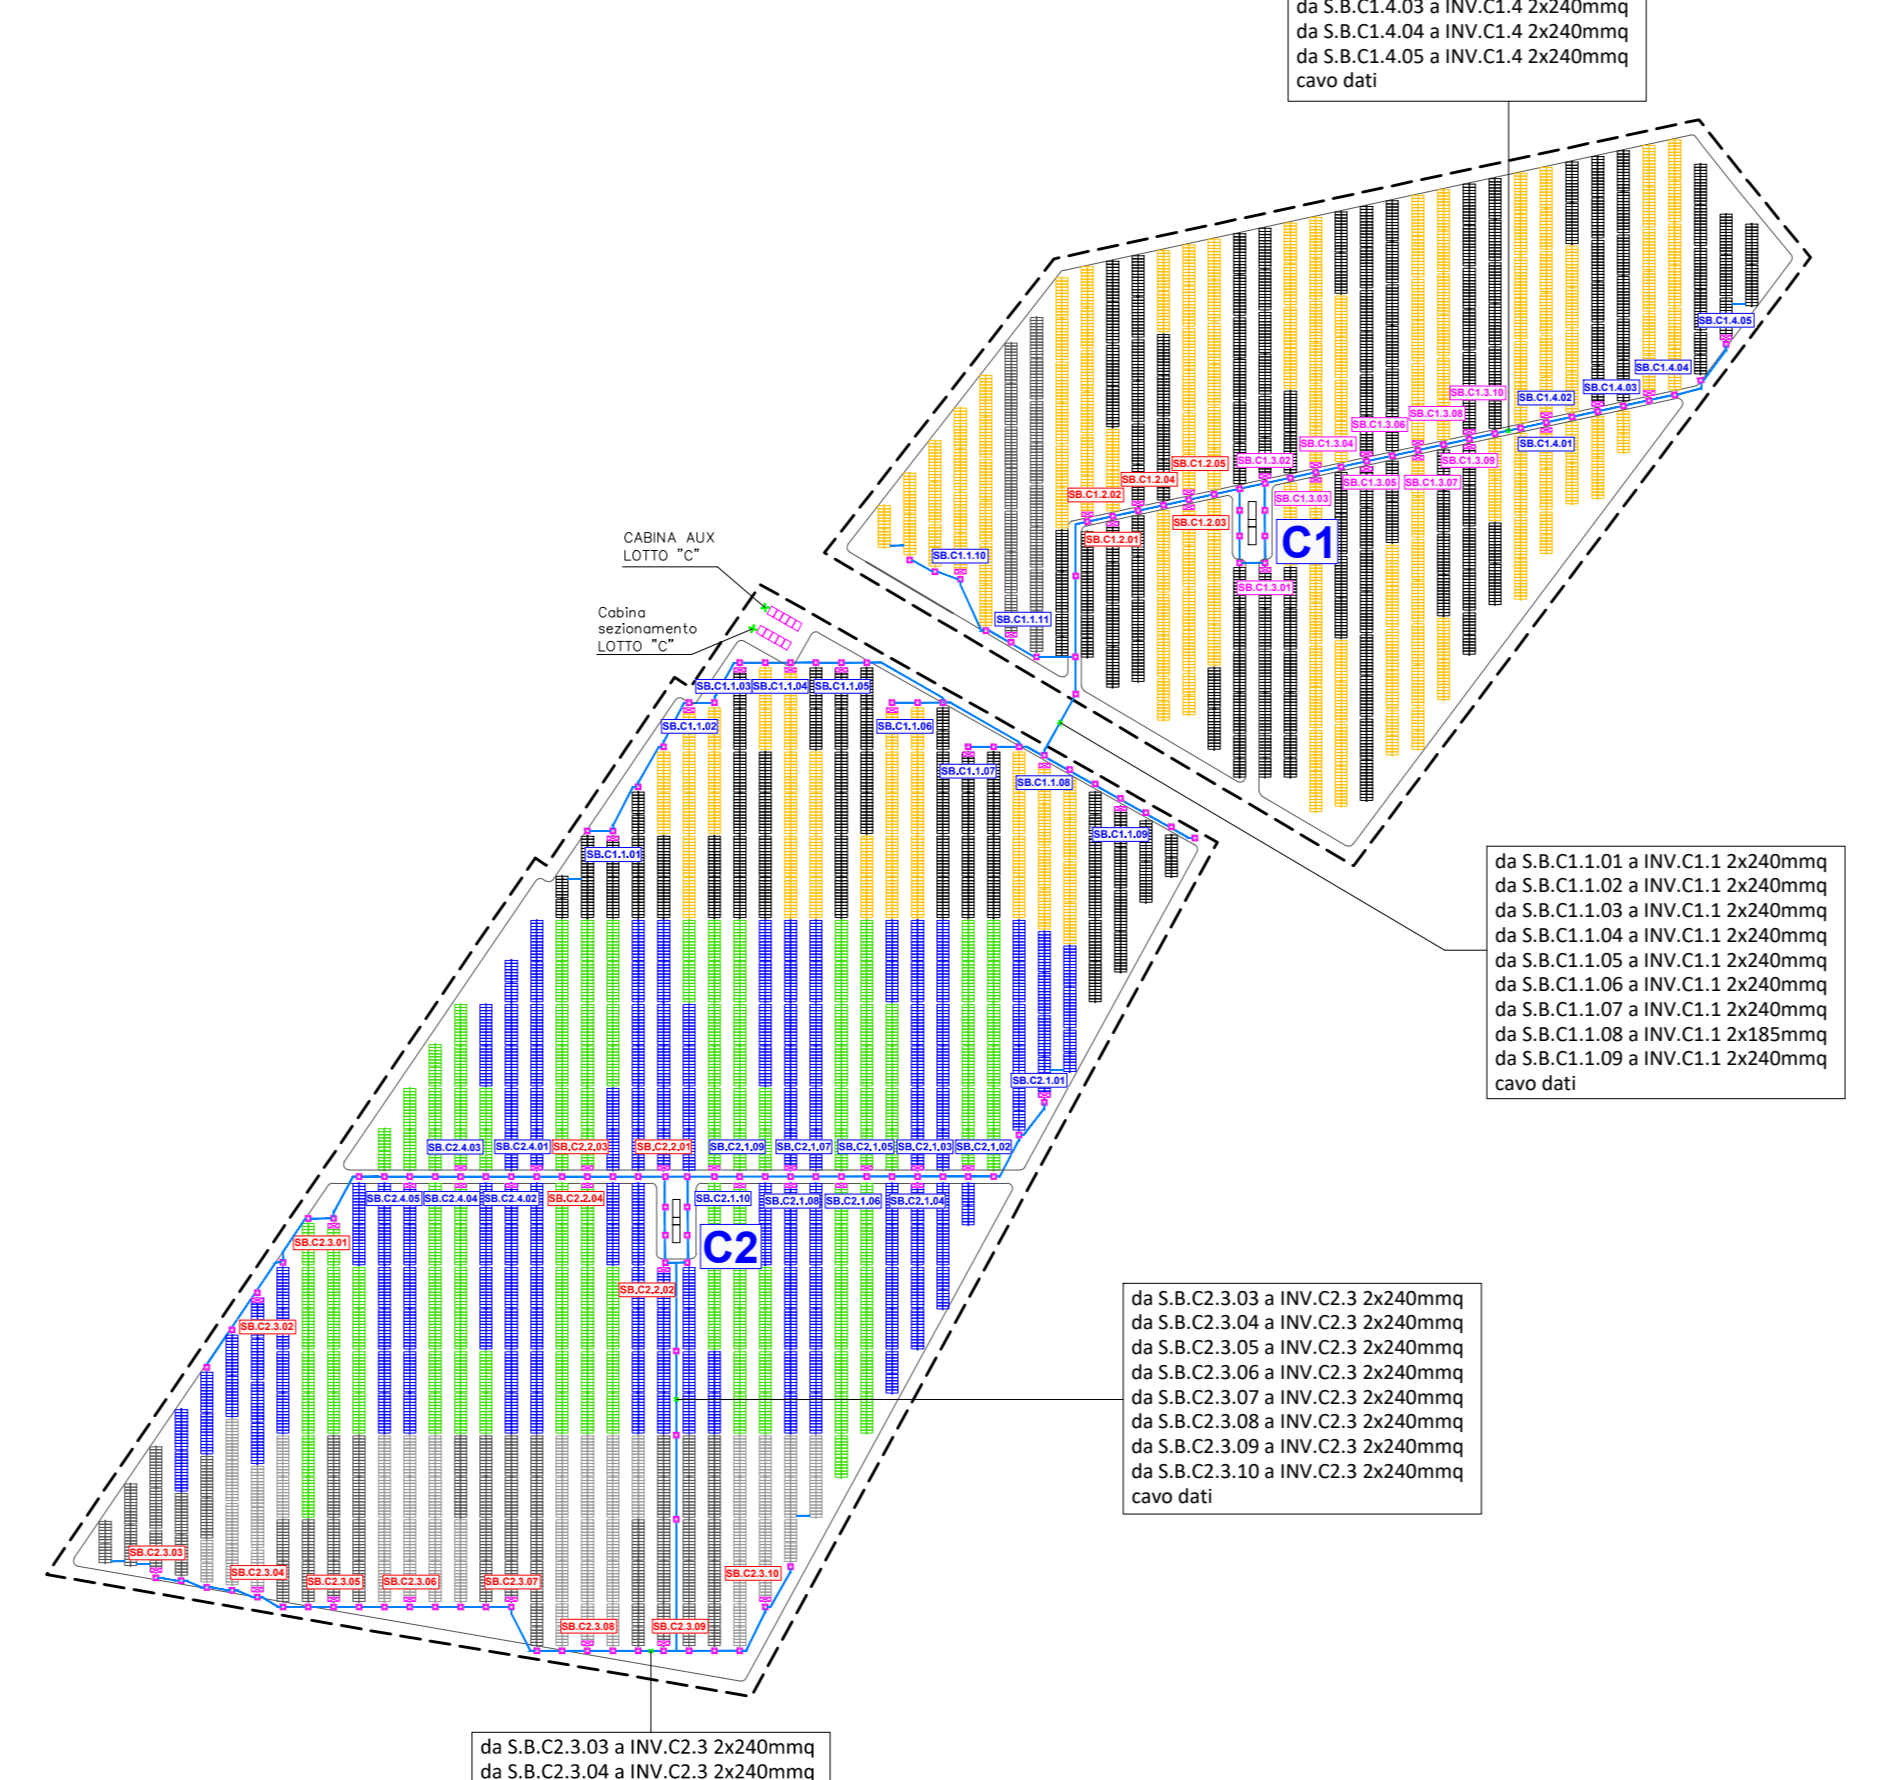 da S.B.C1.4.03 a INV.C1.4 2x240mmq
da S.B.C1.4.04 a INV.C1.4 2x240mmq
da S.B.C1.4.05 a INV.C1.4 2x240mmq
cavo dati
SB.C1.4.05
SB.C1.4.04
SB.C1.4.03
SB.C1.3.10
SB.C1.4.02
SB.C1.3.08
SB.C1.3.06
SB.C1.3.04
SB.C1.4.01
SB.C1.2.05
SB.C1.3.02
SB.C1.3.09
SB.C1.2.04
SB.C1.3.05
SB.C1.3.07
SB.C1.2.02
SB.C1.3.03
SB.C1.2.03
SB.C1.2.01
C1
SB.C1.1.10
SB.C1.3.01
SB.C1.1.11
CABINA AUX
LOTTO "C"
Cabina
sezionamento
LOTTO "C"
SB.C1.1.03
SB.C1.1.04
SB.C1.1.05
SB.C1.1.02
SB.C1.1.06
SB.C1.1.07
SB.C1.1.08
SB.C1.1.09
SB.C1.1.01
da S.B.C1.1.01 a INV.C1.1 2x240mmq
da S.B.C1.1.02 a INV.C1.1 2x240mmq
da S.B.C1.1.03 a INV.C1.1 2x240mmq
da S.B.C1.1.04 a INV.C1.1 2x240mmq
da S.B.C1.1.05 a INV.C1.1 2x240mmq
da S.B.C1.1.06 a INV.C1.1 2x240mmq
da S.B.C1.1.07 a INV.C1.1 2x240mmq
da S.B.C1.1.08 a INV.C1.1 2x185mmq
da S.B.C1.1.09 a INV.C1.1 2x240mmq
cavo dati
SB.C2.1.01
SB.C2.4.03
SB.C2.4.01
SB.C2.2.03
SB.C2.2.01
SB.C2.1.09
SB.C2.1.07
SB.C2.1.05
SB.C2.1.03
SB.C2.1.02
SB.C2.4.05
SB.C2.4.04
SB.C2.4.02
SB.C2.2.04
SB.C2.1.10
SB.C2.1.08
SB.C2.1.06
SB.C2.1.04
SB.C2.3.01
C2
SB.C2.2.02
SB.C2.3.02
da S.B.C2.3.03 a INV.C2.3 2x240mmq
da S.B.C2.3.04 a INV.C2.3 2x240mmq
da S.B.C2.3.05 a INV.C2.3 2x240mmq
da S.B.C2.3.06 a INV.C2.3 2x240mmq
da S.B.C2.3.07 a INV.C2.3 2x240mmq
da S.B.C2.3.08 a INV.C2.3 2x240mmq
da S.B.C2.3.09 a INV.C2.3 2x240mmq
da S.B.C2.3.10 a INV.C2.3 2x240mmq
cavo dati
SB.C2.3.03
SB.C2.3.04
SB.C2.3.05
SB.C2.3.06
SB.C2.3.07
SB.C2.3.10
SB.C2.3.08
SB.C2.3.09
da S.B.C2.3.03 a INV.C2.3 2x240mmq
da S.B.C2.3.04 a INV.C2.3 2x240mmq